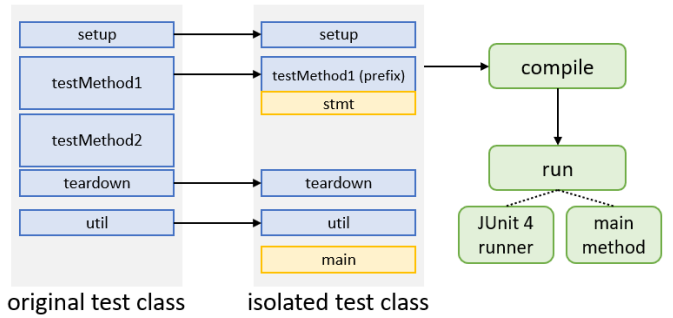 setup
testMethod1
testMethod2
teardown
util
original test class
setup
testMethod1 (prefix)
stmt
teardown
util
main
isolated test class
compile
run
JUnit 4
runner
main
method